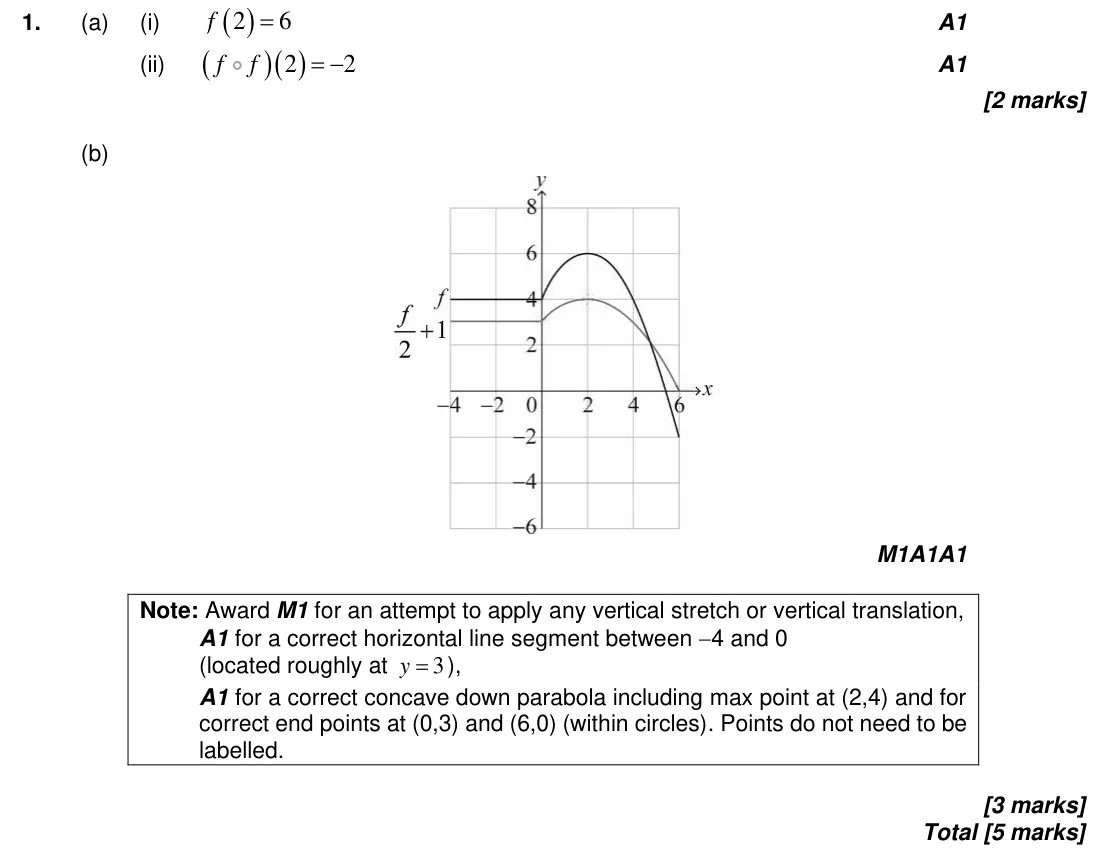 1. (a) (i) f(2)=6 A1
(ii) (f∘f)(2)=−2 A1
[2 marks]
(b)
y
8
6
f 4
f/2 +1
2
x
−4 −2 0 2 4 6
−2
−4
−6
M1A1A1
Note: Award M1 for an attempt to apply any vertical stretch or vertical translation,
A1 for a correct horizontal line segment between −4 and 0
(located roughly at y=3),
A1 for a correct concave down parabola including max point at (2,4) and for
correct end points at (0,3) and (6,0) (within circles). Points do not need to be
labelled.
[3 marks]
Total [5 marks]